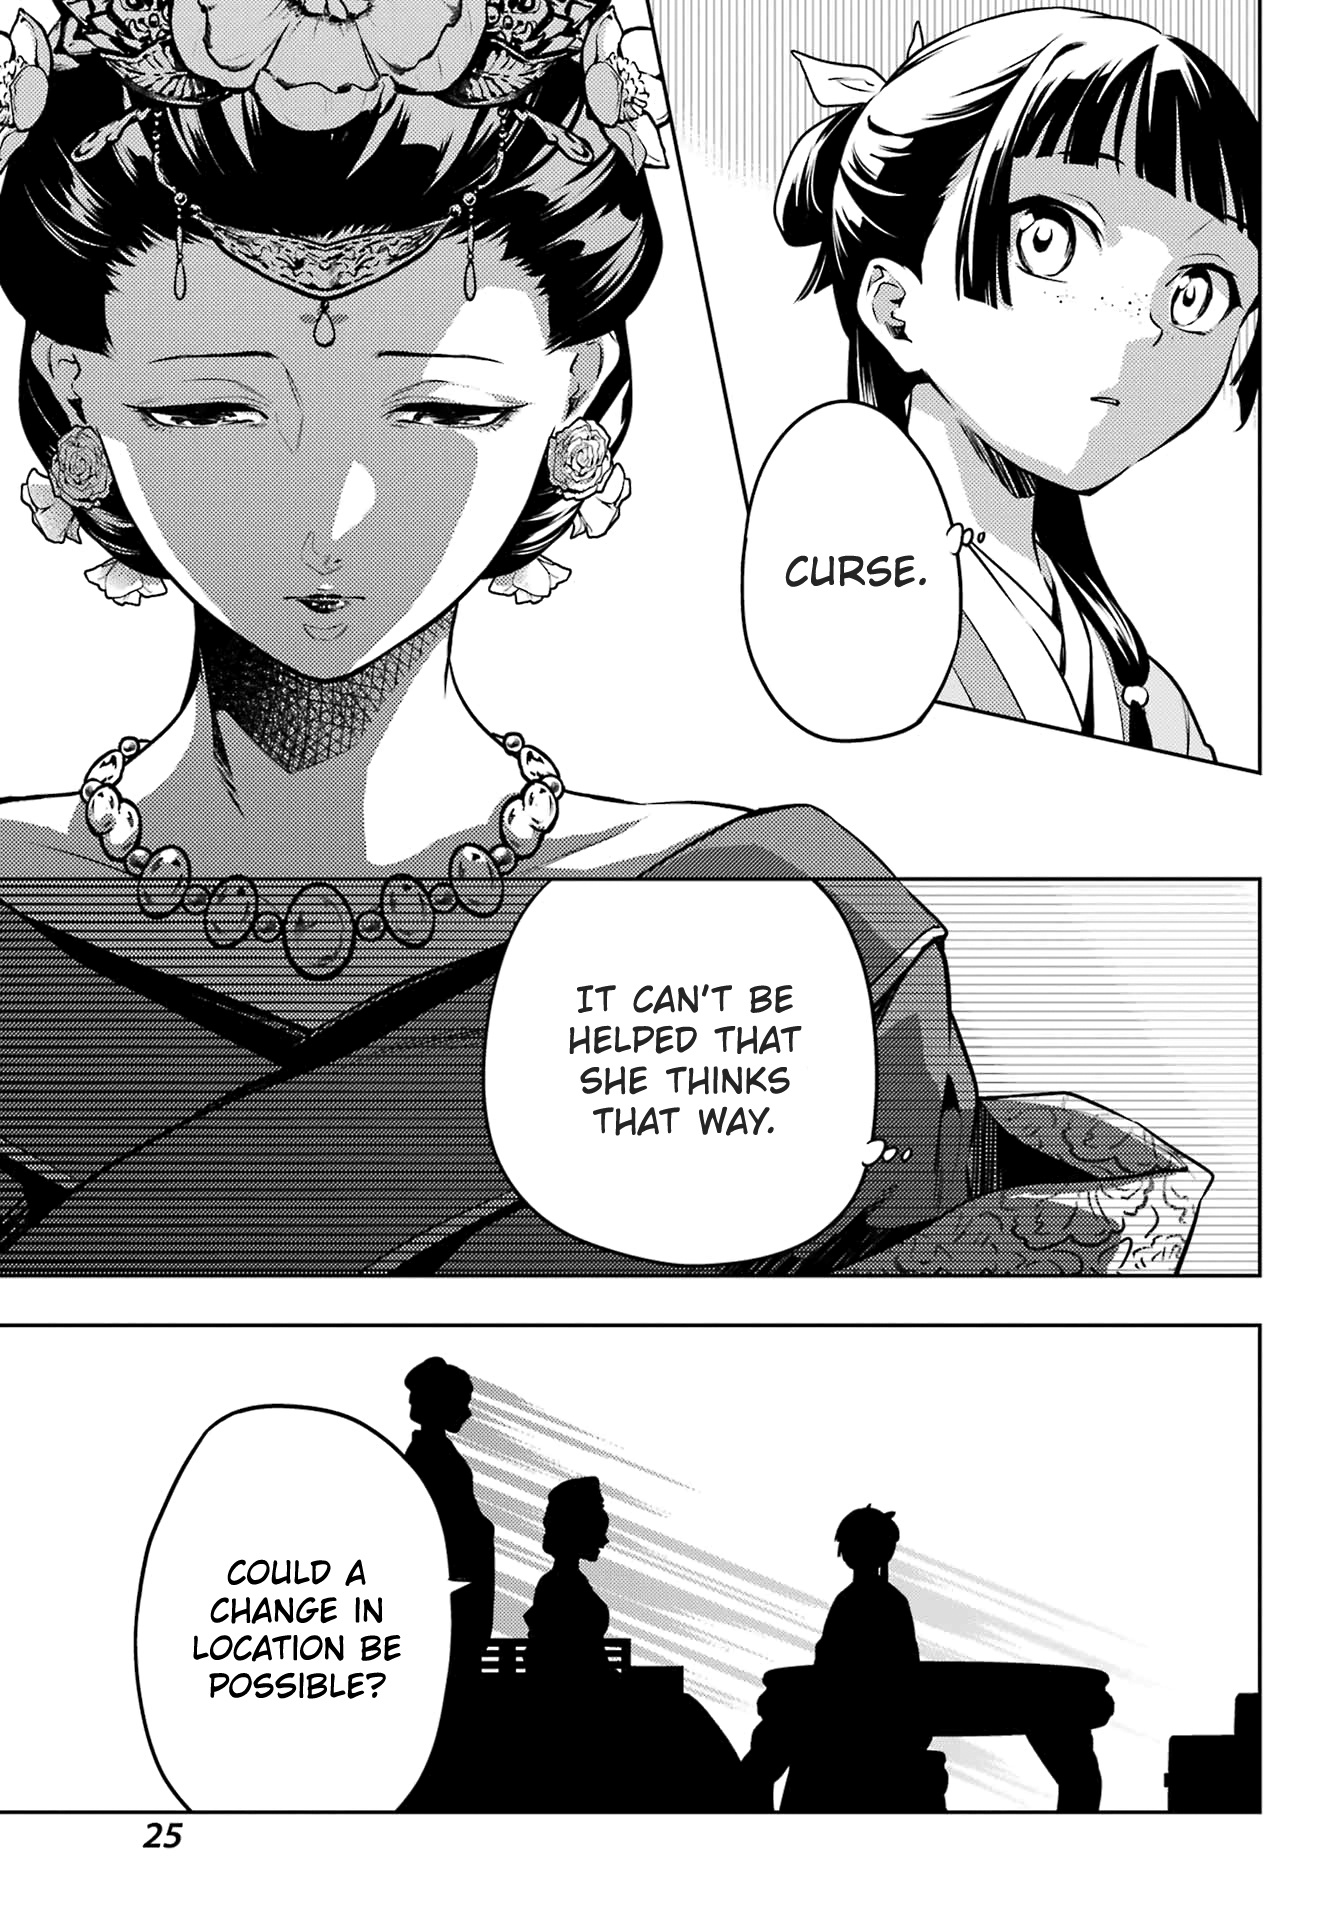 CURSE.
IT CAN'T BE
HELPED THAT
SHE THINKS
THAT WAY.
COULD A
CHANGE IN
LOCATION BE
POSSIBLE?
25